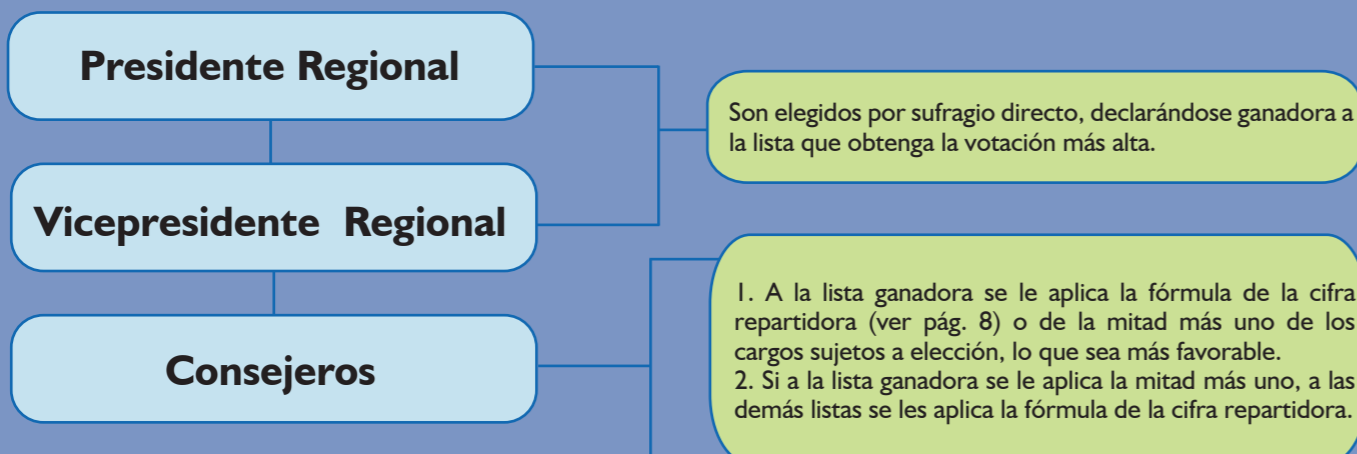 Presidente Regional
Son elegidos por sufragio directo, declarándose ganadora a
la lista que obtenga la votación más alta.
Vicepresidente Regional
Consejeros
1. A la lista ganadora se le aplica la fórmula de la cifra
repartidora (ver pág. 8) o de la mitad más uno de los
cargos sujetos a elección, lo que sea más favorable.
2. Si a la lista ganadora se le aplica la mitad más uno, a las
demás listas se les aplica la fórmula de la cifra repartidora.